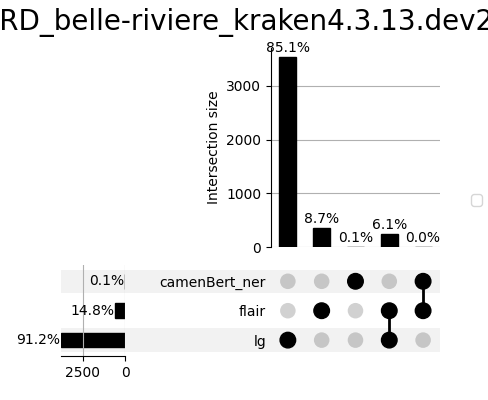 RD_belle-riviere_kraken4.3.13.dev2
85.1%
3000
2000
1000
0
Intersection size
8.7%
0.1%
6.1%
0.0%
0.1%
camenBert_ner
14.8%
flair
91.2%
lg
2500
0